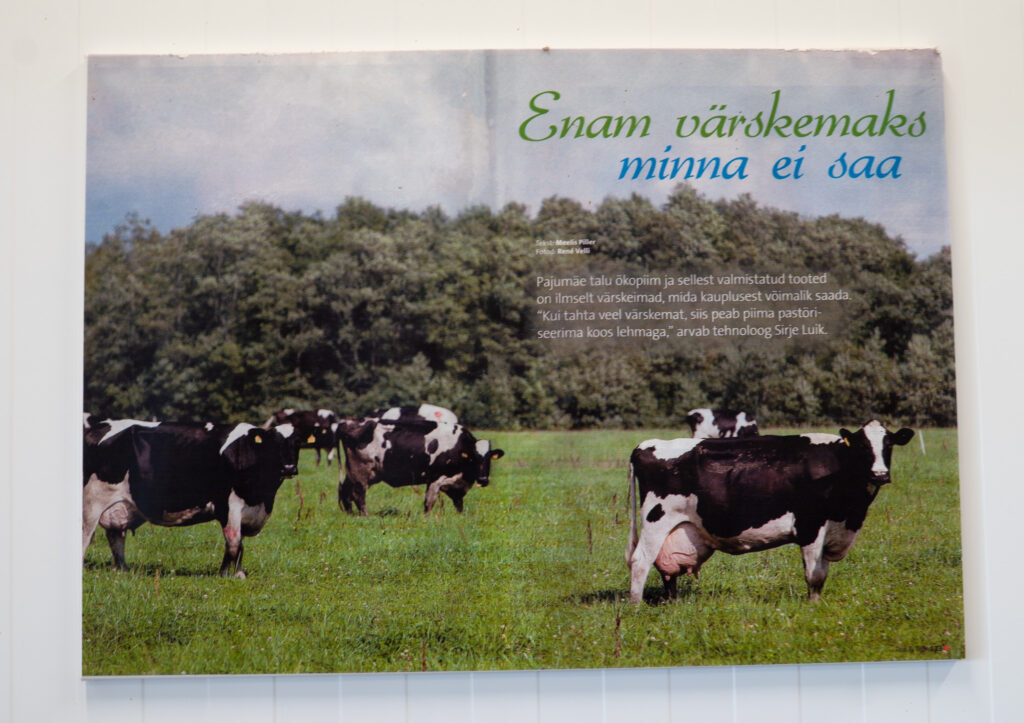 Enam värskemaks
minna ei saa
Tekst: Meelis Piller
Fotod: René Velli
Pajumäe talu ökopiim ja sellest valmistatud tooted
on ilmselt värskeimad, mida kauplusest võimalik saada.
“Kui tahta veel värskemat, siis peab piima pastöri-
seerima koos lehmaga,” arvab tehnoloog Sirje Luik.